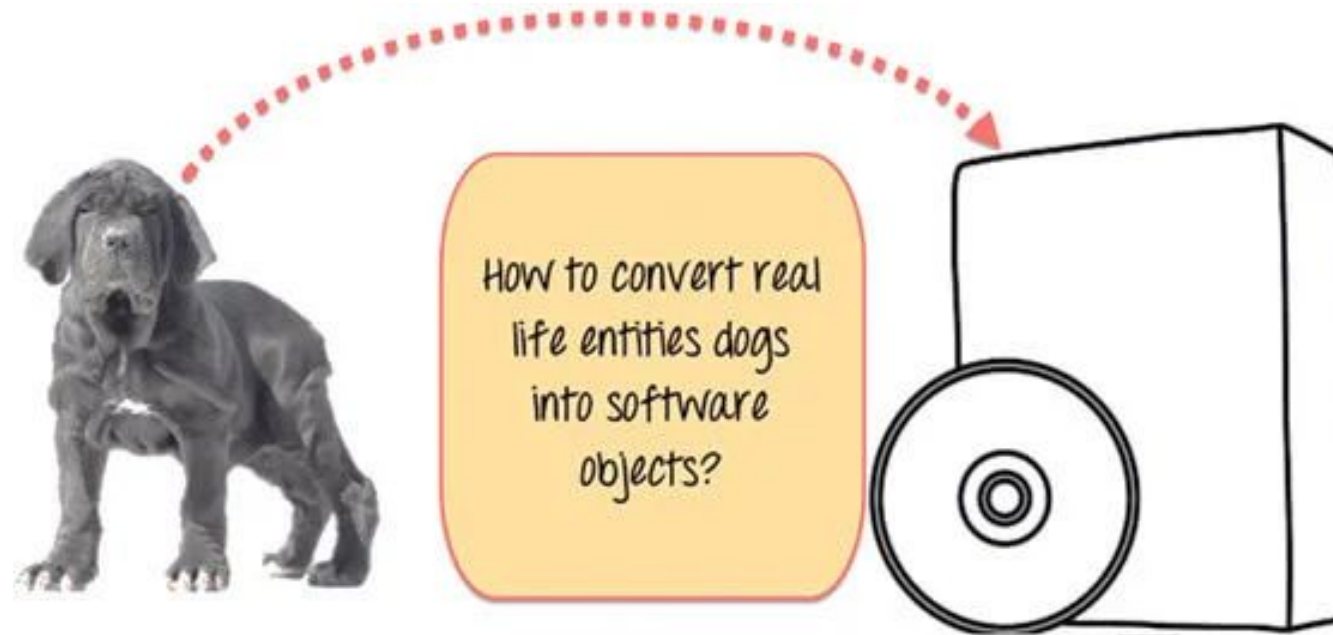 How to convert real
life entities dogs
into software
objects?